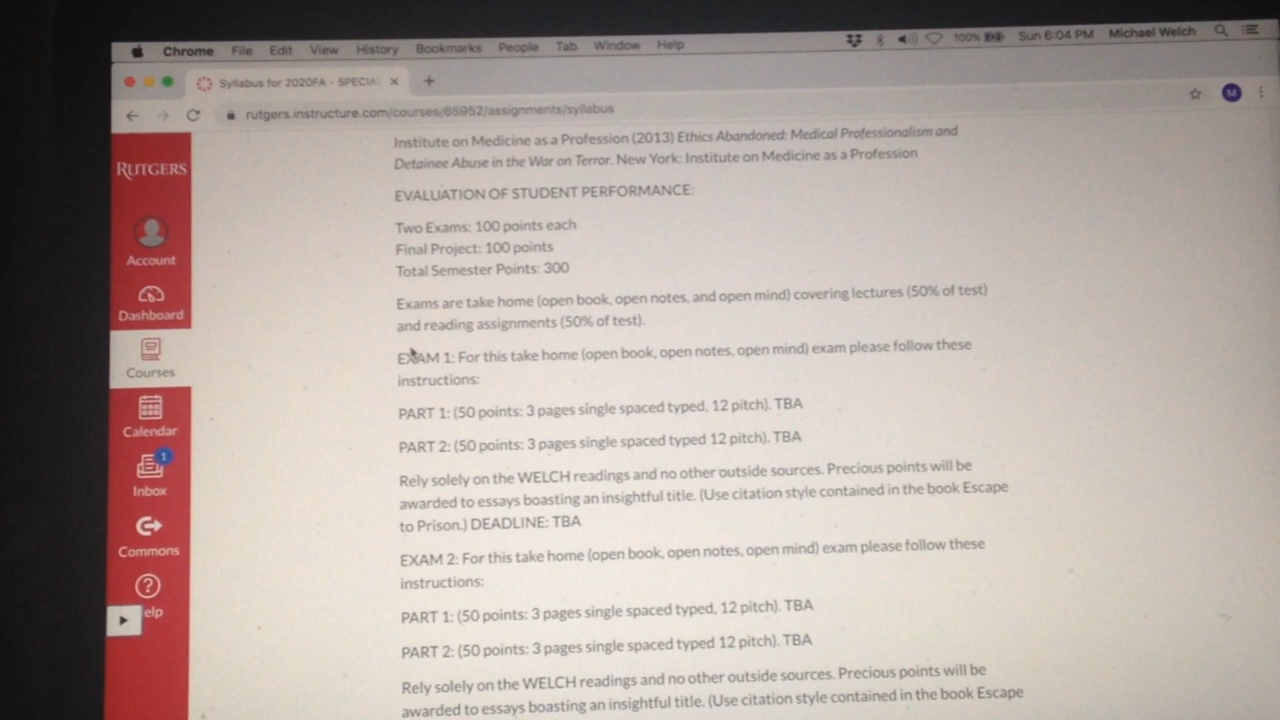 Chrome File Edit View History Bookmarks People Tab Window Help 100% Sun 6:04 PM Michael Welch
Syllabus for 2020FA - SPECIA
rutgers.instructure.com/courses/65952/assignments/syllabus
M
RUTGERS
Account
Dashboard
Courses
Calendar
1
Inbox
Commons
elp
Institute on Medicine as a Profession (2013) Ethics Abandoned: Medical Professionalism and
Detainee Abuse in the War on Terror. New York: Institute on Medicine as a Profession
EVALUATION OF STUDENT PERFORMANCE:
Two Exams: 100 points each
Final Project: 100 points
Total Semester Points: 300
Exams are take home (open book, open notes, and open mind) covering lectures (50% of test)
and reading assignments (50% of test).
EXAM 1: For this take home (open book, open notes, open mind) exam please follow these
instructions:
PART 1: (50 points: 3 pages single spaced typed, 12 pitch). TBA
PART 2: (50 points: 3 pages single spaced typed 12 pitch). TBA
Rely solely on the WELCH readings and no other outside sources. Precious points will be
awarded to essays boasting an insightful title. (Use citation style contained in the book Escape
to Prison.) DEADLINE: TBA
EXAM 2: For this take home (open book, open notes, open mind) exam please follow these
instructions:
PART 1: (50 points: 3 pages single spaced typed, 12 pitch). TBA
PART 2: (50 points: 3 pages single spaced typed 12 pitch). TBA
Rely solely on the WELCH readings and no other outside sources. Precious points will be
awarded to essays boasting an insightful title. (Use citation style contained in the book Escape